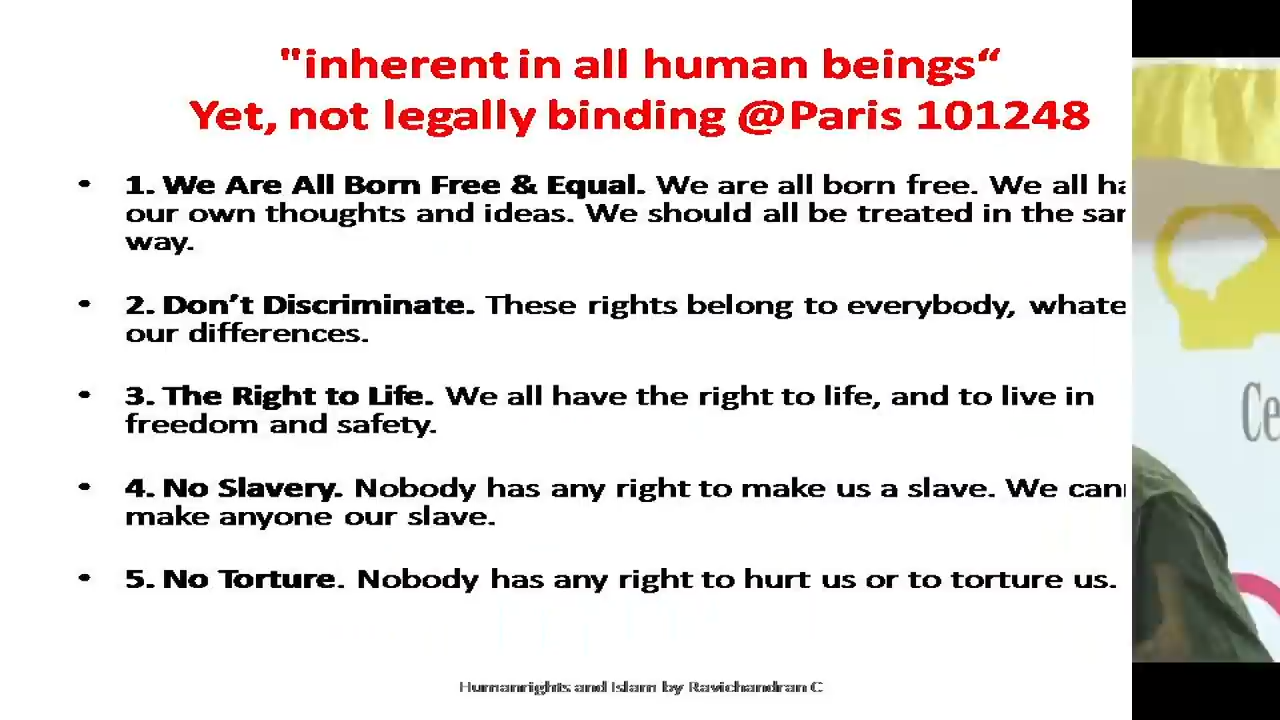 "inherent in all human beings“
Yet, not legally binding @Paris 101248
• 1. We Are All Born Free & Equal. We are all born free. We all ha
our own thoughts and ideas. We should all be treated in the sar
way.
• 2. Don’t Discriminate. These rights belong to everybody, whate
our differences.
• 3. The Right to Life. We all have the right to life, and to live in
freedom and safety.
• 4. No Slavery. Nobody has any right to make us a slave. We can
make anyone our slave.
• 5. No Torture. Nobody has any right to hurt us or to torture us.
Ce
Humanrights and Islam by Ravichandran C